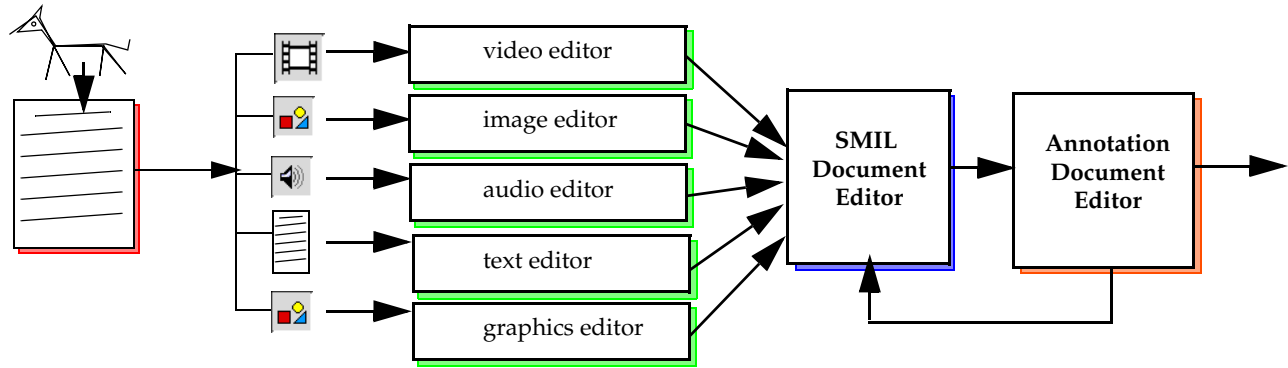 video editor
image editor
audio editor
text editor
graphics editor
SMIL
Document
Editor
Annotation
Document
Editor